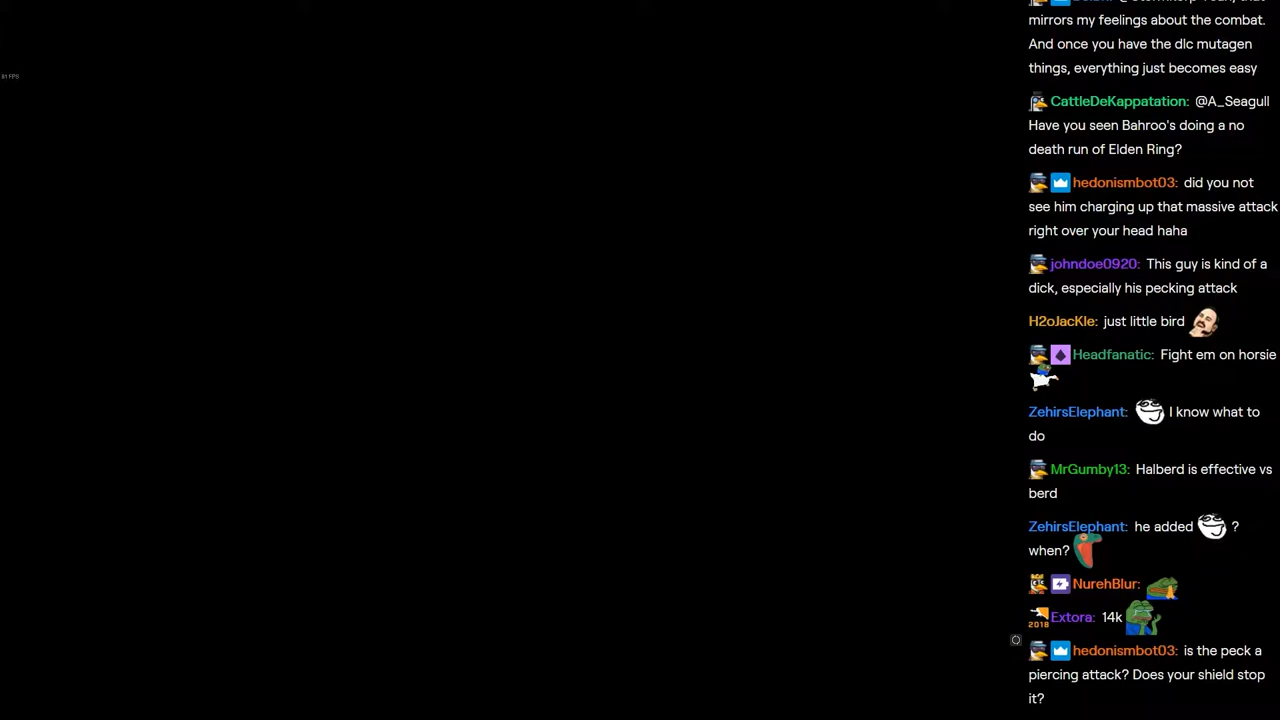 81 FPS
mirrors my feelings about the combat.
And once you have the dlc mutagen
things, everything just becomes easy
CattleDeKappatation: @A_Seagull
Have you seen Bahroo's doing a no
death run of Elden Ring?
hedonismbot03: did you not
see him charging up that massive attack
right over your head haha
johndoe0920: This guy is kind of a
dick, especially his pecking attack
H2oJacKle: just little bird
Headfanatic: Fight em on horsie
ZehirsElephant: I know what to
do
MrGumby13: Halberd is effective vs
berd
ZehirsElephant: he added ?
when?
NurehBlur:
2018 Extora: 14k
hedonismbot03: is the peck a
piercing attack? Does your shield stop
it?